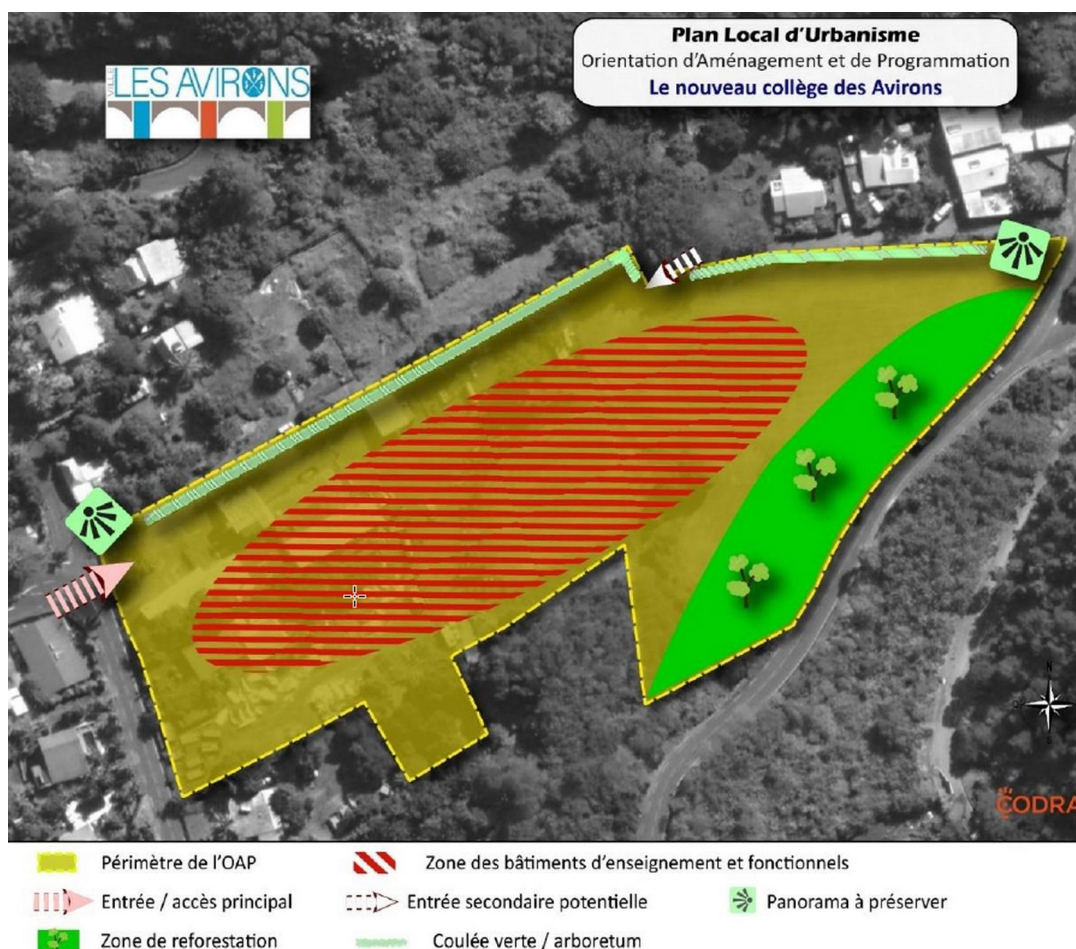 Plan Local d'Urbanisme
Orientation d'Aménagement et de Programmation
Le nouveau collège des Avirons
VILLE
LES AVIRONS
N
CODRA
Périmètre de l'OAP
Zone des bâtiments d'enseignement et fonctionnels
Entrée / accès principal
Entrée secondaire potentielle
Panorama à préserver
Zone de reforestation
Coulée verte / arboretum